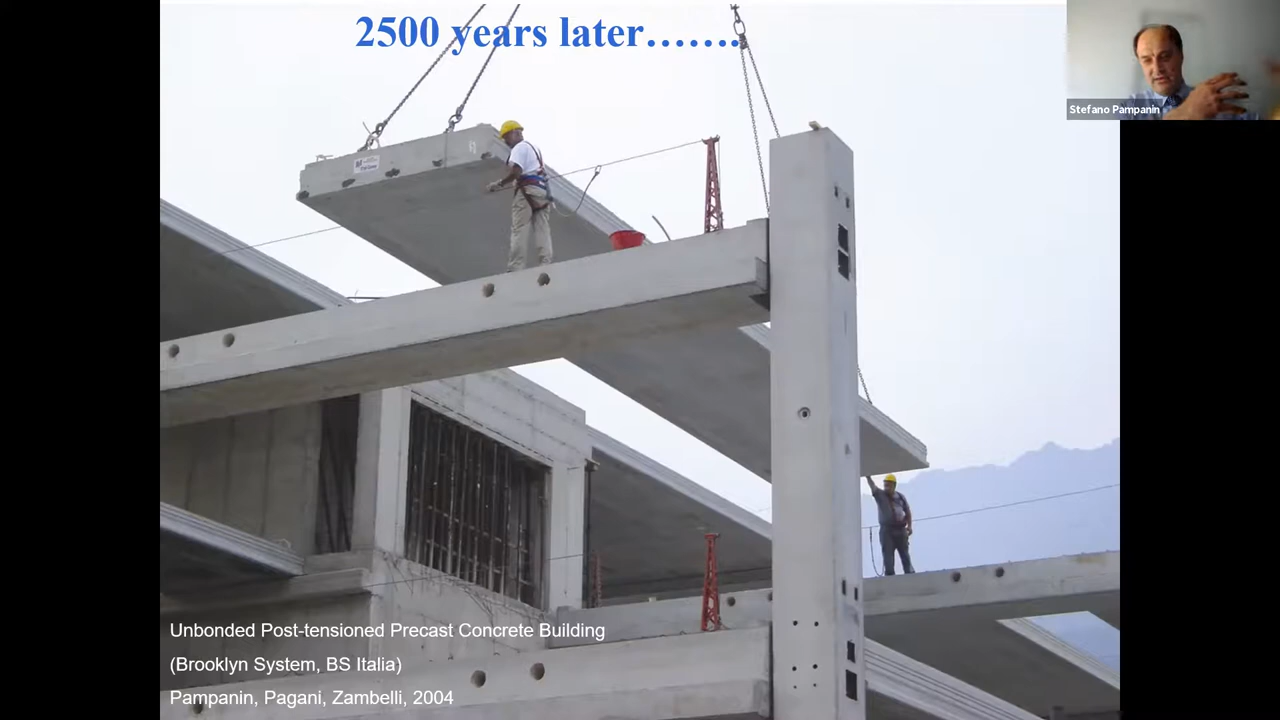 2500 years later…….
Stefano Pampanin
Unbonded Post-tensioned Precast Concrete Building
(Brooklyn System, BS Italia)
Pampanin, Pagani, Zambelli, 2004